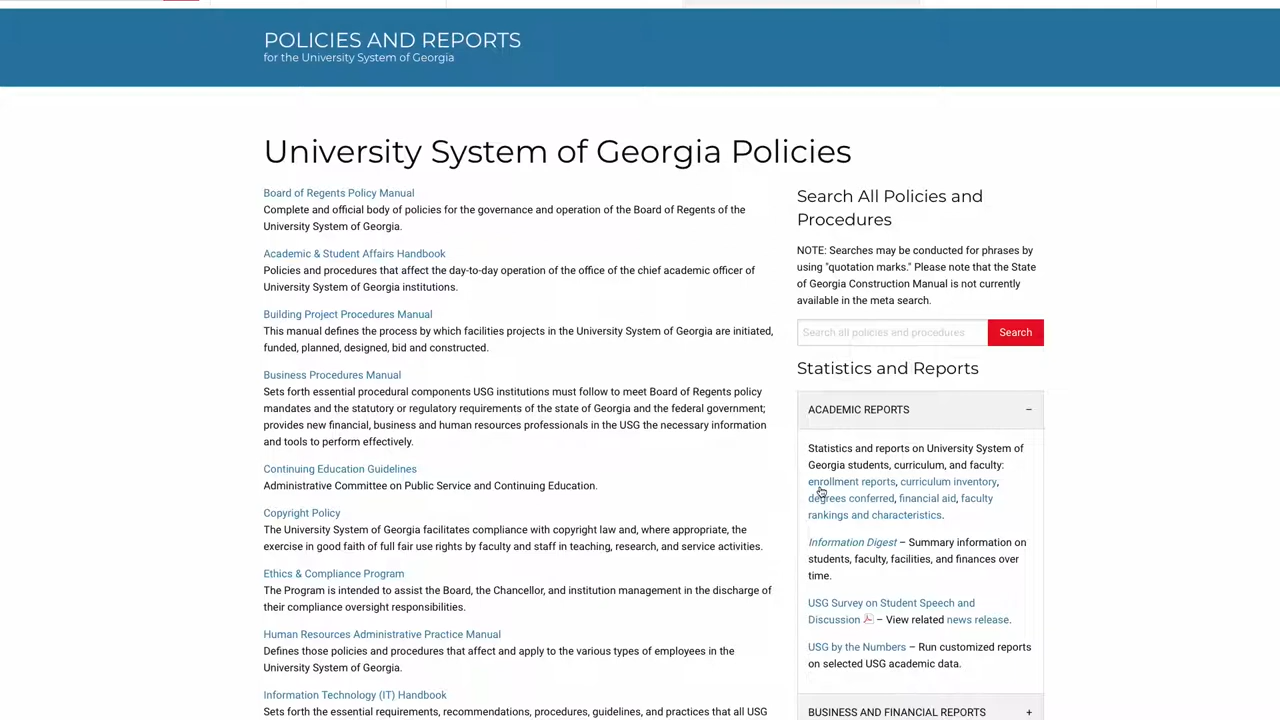 POLICIES AND REPORTS
for the University System of Georgia
University System of Georgia Policies
Board of Regents Policy Manual
Complete and official body of policies for the governance and operation of the Board of Regents of the
University System of Georgia.
Academic & Student Affairs Handbook
Policies and procedures that affect the day-to-day operation of the office of the chief academic officer of
University System of Georgia institutions.
Building Project Procedures Manual
This manual defines the process by which facilities projects in the University System of Georgia are initiated,
funded, planned, designed, bid and constructed.
Business Procedures Manual
Sets forth essential procedural components USG institutions must follow to meet Board of Regents policy
mandates and the statutory or regulatory requirements of the state of Georgia and the federal government;
provides new financial, business and human resources professionals in the USG the necessary information
and tools to perform effectively.
Continuing Education Guidelines
Administrative Committee on Public Service and Continuing Education.
Copyright Policy
The University System of Georgia facilitates compliance with copyright law and, where appropriate, the
exercise in good faith of full fair use rights by faculty and staff in teaching, research, and service activities.
Ethics & Compliance Program
The Program is intended to assist the Board, the Chancellor, and institution management in the discharge of
their compliance oversight responsibilities.
Human Resources Administrative Practice Manual
Defines those policies and procedures that affect and apply to the various types of employees in the
University System of Georgia.
Information Technology (IT) Handbook
Sets forth the essential requirements, recommendations, procedures, guidelines, and practices that all USG
Search All Policies and
Procedures
NOTE: Searches may be conducted for phrases by
using "quotation marks." Please note that the State
of Georgia Construction Manual is not currently
available in the meta search.
Search all policies and procedures
Search
Statistics and Reports
ACADEMIC REPORTS –
Statistics and reports on University System of
Georgia students, curriculum, and faculty:
enrollment reports, curriculum inventory,
degrees conferred, financial aid, faculty
rankings and characteristics.
Information Digest – Summary information on
students, faculty, facilities, and finances over
time.
USG Survey on Student Speech and
Discussion – View related news release.
USG by the Numbers – Run customized reports
on selected USG academic data.
BUSINESS AND FINANCIAL REPORTS +